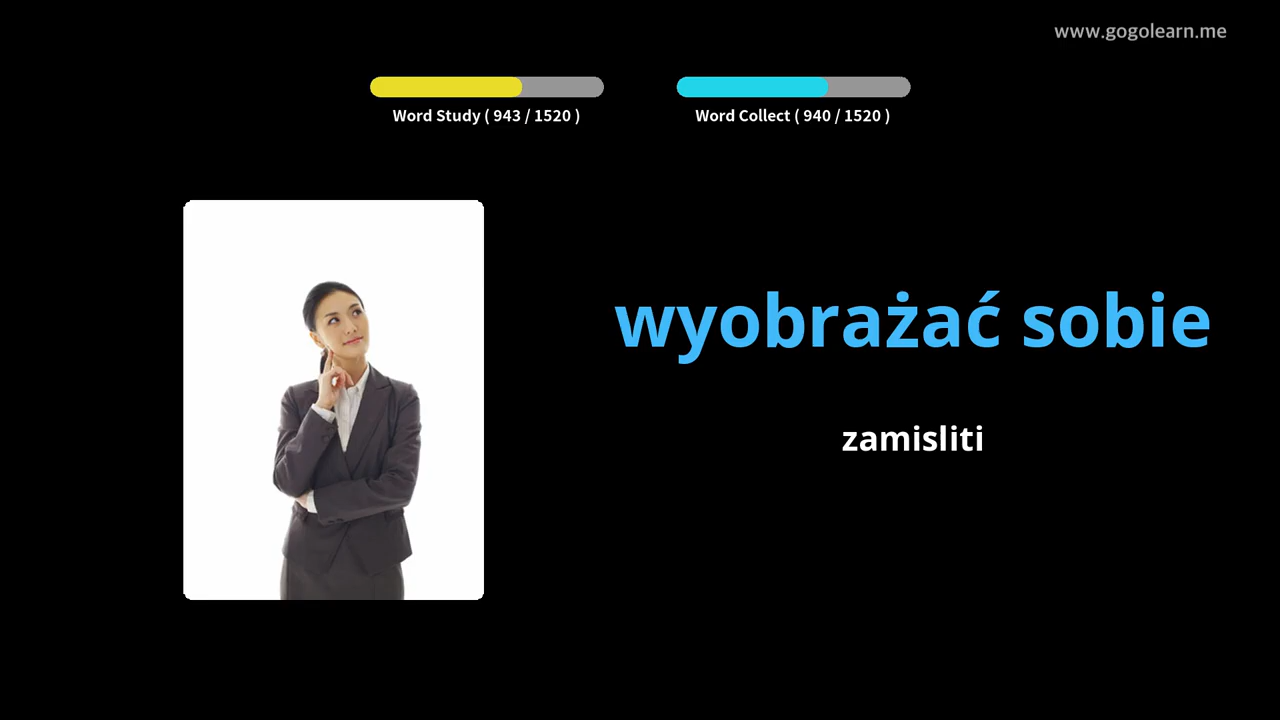 www.gogolearn.me
Word Study ( 943 / 1520 )
Word Collect ( 940 / 1520 )
wyobrażać sobie
zamisliti